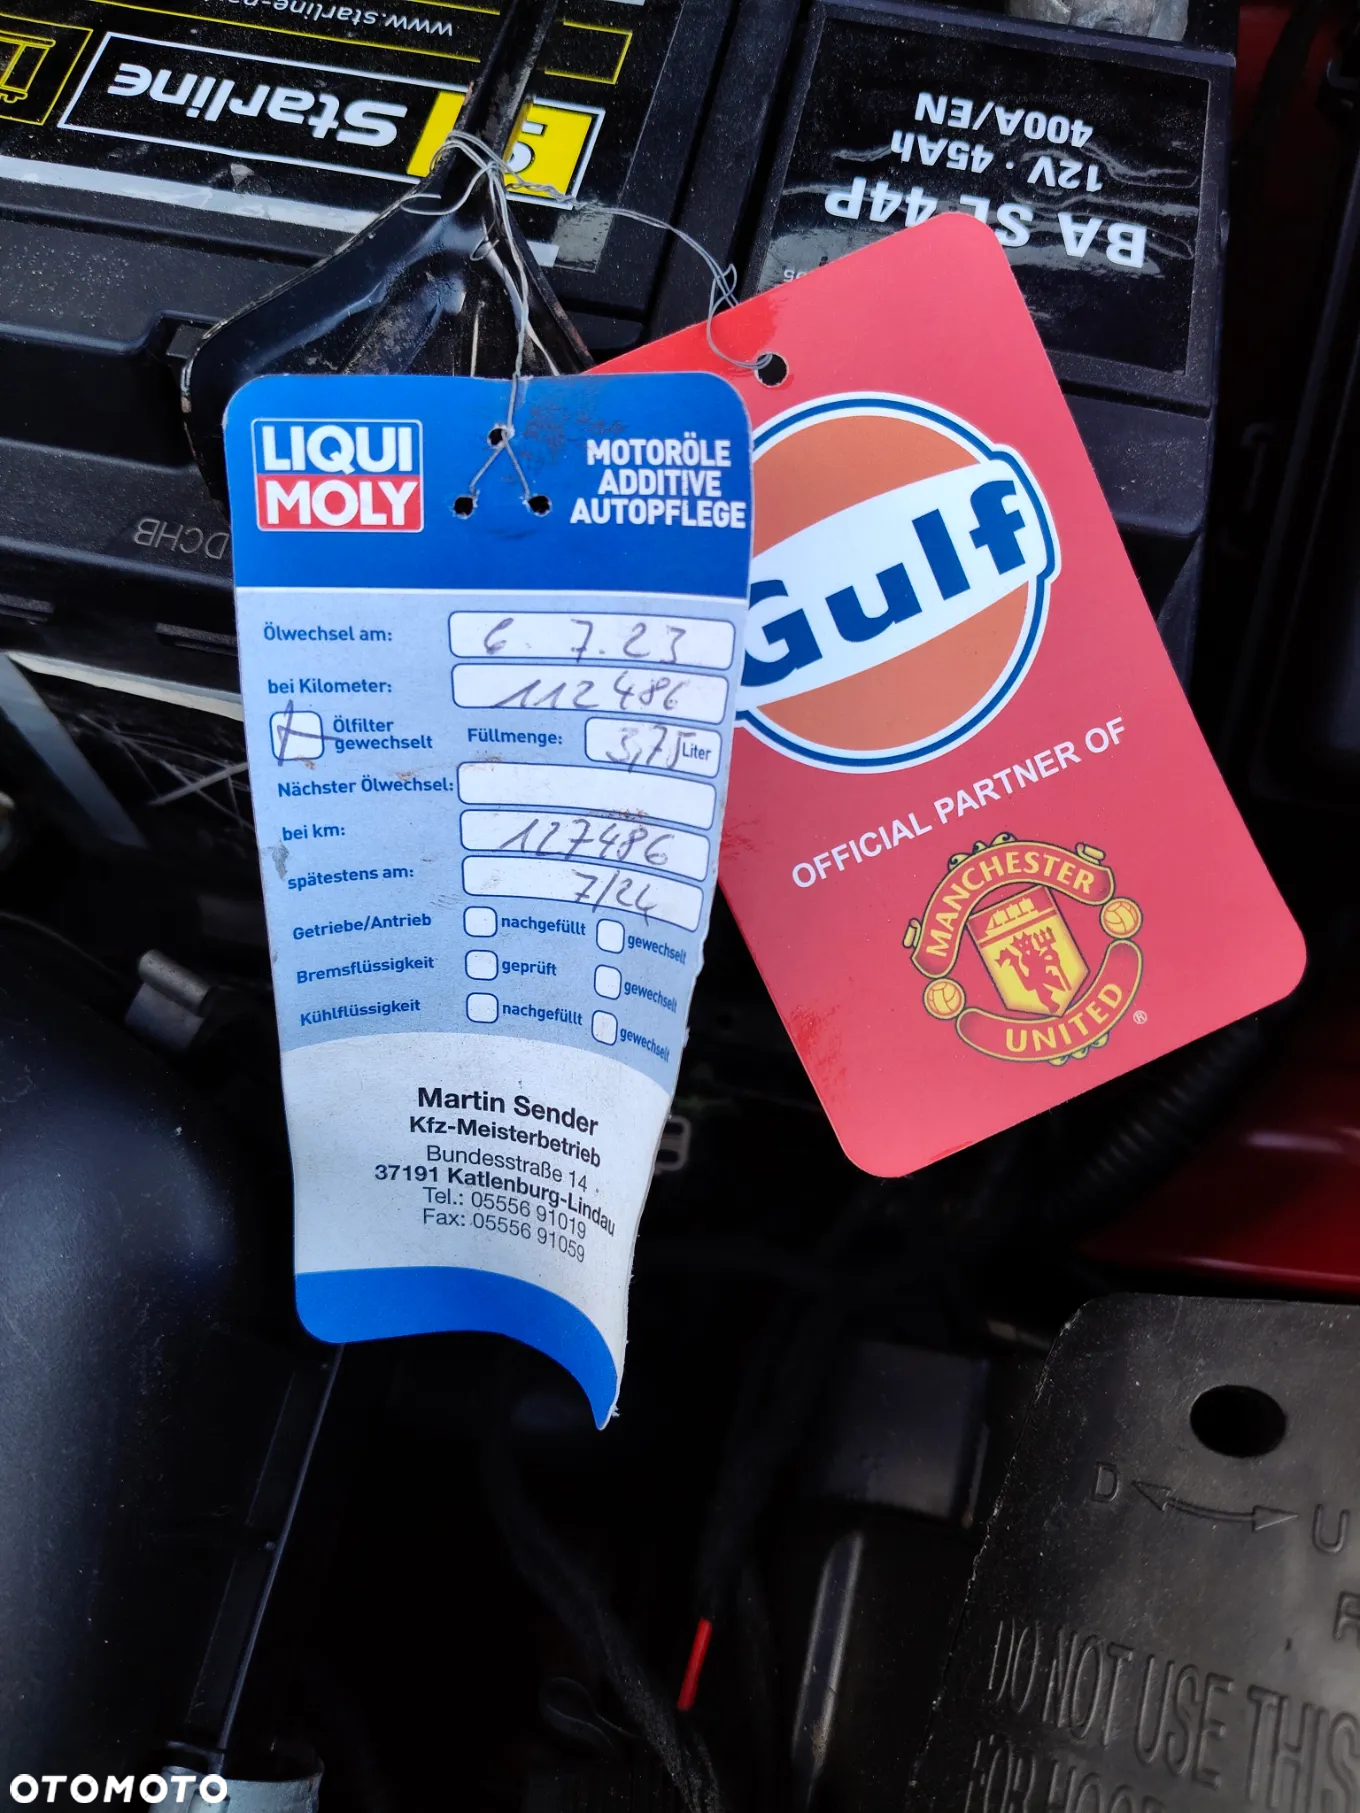 Starline
BA SL 44P
12V · 45Ah
400A/EN
DCHB
LIQUI
MOLY
MOTORÖLE
ADDITIVE
AUTOPFLEGE
Ölwechsel am: 6. 7. 23
bei Kilometer: 112486
Ölfilter
gewechselt
Füllmenge: 3,75 Liter
Nächster Ölwechsel:
bei km: 127486
spätestens am: 7/24
Getriebe/Antrieb nachgefüllt gewechselt
Bremsflüssigkeit geprüft gewechselt
Kühlflüssigkeit nachgefüllt gewechselt
Martin Sender
Kfz-Meisterbetrieb
Bundesstraße 14
37191 Katlenburg-Lindau
Tel.: 05556 91019
Fax: 05556 91059
Gulf
OFFICIAL PARTNER OF
MANCHESTER
UNITED
®
D U
DO NOT USE THIS
OTOMOTO